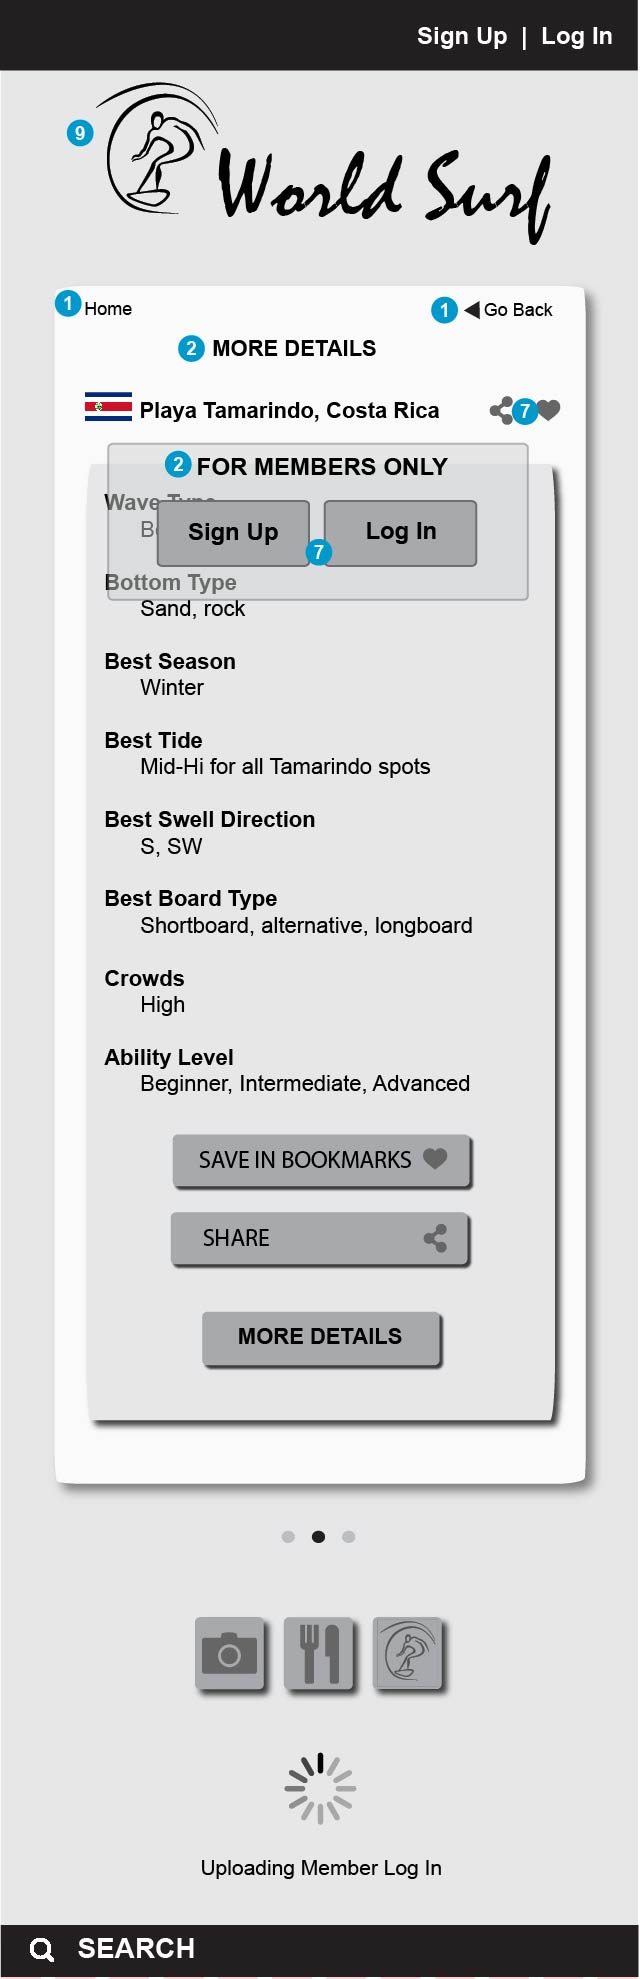 Sign Up | Log In
9
World Surf
1 Home
1 Go Back
2 MORE DETAILS
Playa Tamarindo, Costa Rica 7
2 FOR MEMBERS ONLY
Wave Type
Be
Sign Up Log In
7
Bottom Type
Sand, rock
Best Season
Winter
Best Tide
Mid-Hi for all Tamarindo spots
Best Swell Direction
S, SW
Best Board Type
Shortboard, alternative, longboard
Crowds
High
Ability Level
Beginner, Intermediate, Advanced
SAVE IN BOOKMARKS
SHARE
MORE DETAILS
Uploading Member Log In
SEARCH